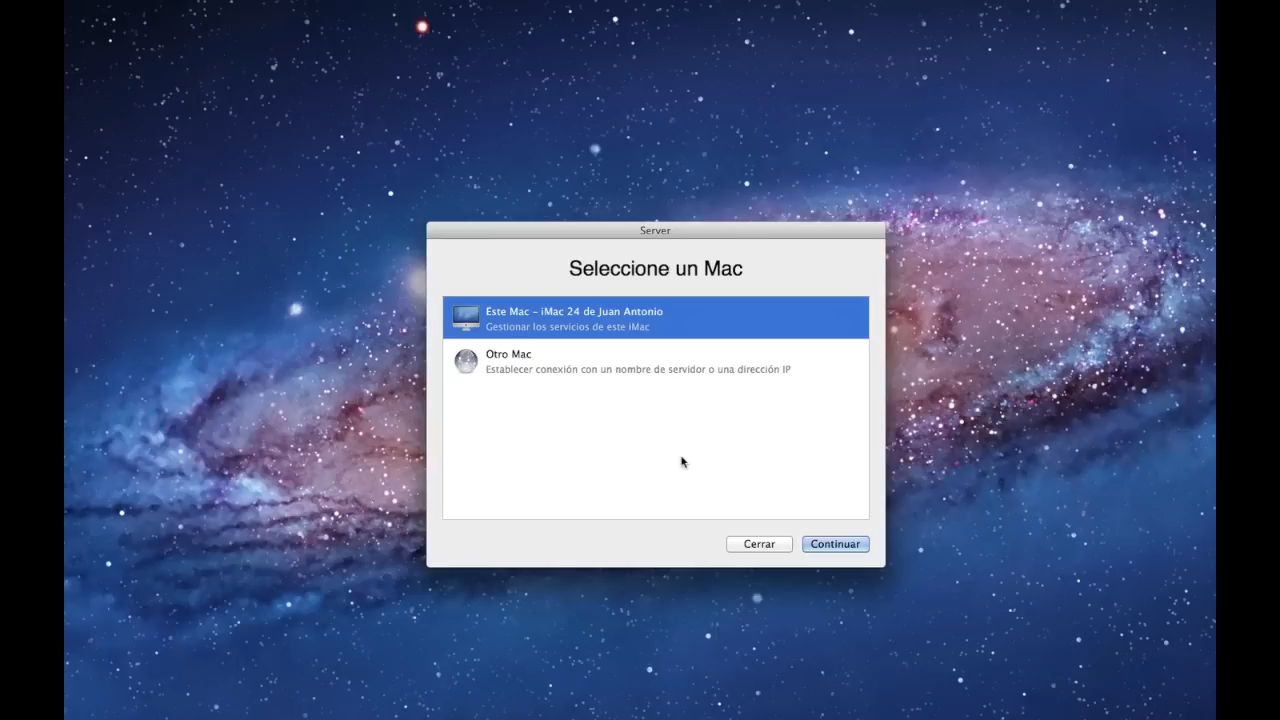 Server
Seleccione un Mac
Este Mac – iMac 24 de Juan Antonio
Gestionar los servicios de este iMac
Otro Mac
Establecer conexión con un nombre de servidor o una dirección IP
Cerrar
Continuar